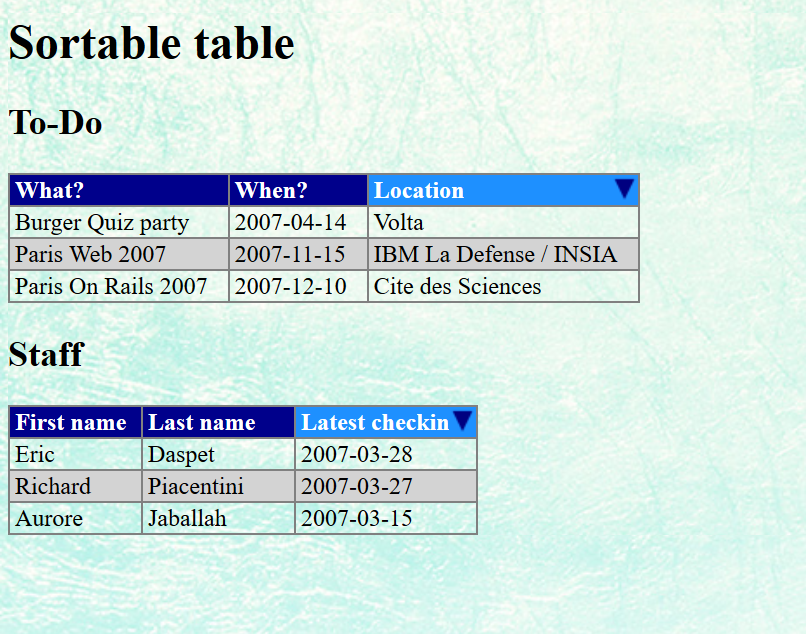 Sortable table
To-Do
What? When? Location ▼
Burger Quiz party 2007-04-14 Volta
Paris Web 2007 2007-11-15 IBM La Defense / INSIA
Paris On Rails 2007 2007-12-10 Cite des Sciences
Staff
First name Last name Latest checkin ▼
Eric Daspet 2007-03-28
Richard Piacentini 2007-03-27
Aurore Jaballah 2007-03-15